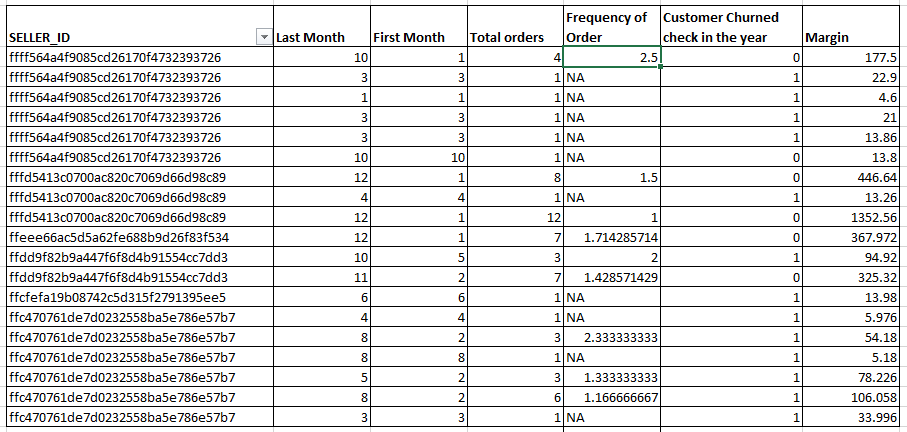 SELLER_ID Last Month First Month Total orders Frequency of Order Customer Churned check in the year Margin
ffff564a4f9085cd26170f4732393726 10 1 4 2.5 0 177.5
ffff564a4f9085cd26170f4732393726 3 3 1 NA 1 22.9
ffff564a4f9085cd26170f4732393726 1 1 1 NA 1 4.6
ffff564a4f9085cd26170f4732393726 3 3 1 NA 1 21
ffff564a4f9085cd26170f4732393726 3 3 1 NA 1 13.86
ffff564a4f9085cd26170f4732393726 10 10 1 NA 0 13.8
fffd5413c0700ac820c7069d66d98c89 12 1 8 1.5 0 446.64
fffd5413c0700ac820c7069d66d98c89 4 4 1 NA 1 13.26
fffd5413c0700ac820c7069d66d98c89 12 1 12 1 0 1352.56
ffeee66ac5d5a62fe688b9d26f83f534 12 1 7 1.714285714 0 367.972
ffdd9f82b9a447f6f8d4b91554cc7dd3 10 5 3 2 1 94.92
ffdd9f82b9a447f6f8d4b91554cc7dd3 11 2 7 1.428571429 0 325.32
ffcfefa19b08742c5d315f2791395ee5 6 6 1 NA 1 13.98
ffc470761de7d0232558ba5e786e57b7 4 4 1 NA 1 5.976
ffc470761de7d0232558ba5e786e57b7 8 2 3 2.333333333 1 54.18
ffc470761de7d0232558ba5e786e57b7 8 8 1 NA 1 5.18
ffc470761de7d0232558ba5e786e57b7 5 2 3 1.333333333 1 78.226
ffc470761de7d0232558ba5e786e57b7 8 2 6 1.166666667 1 106.058
ffc470761de7d0232558ba5e786e57b7 3 3 1 NA 1 33.996